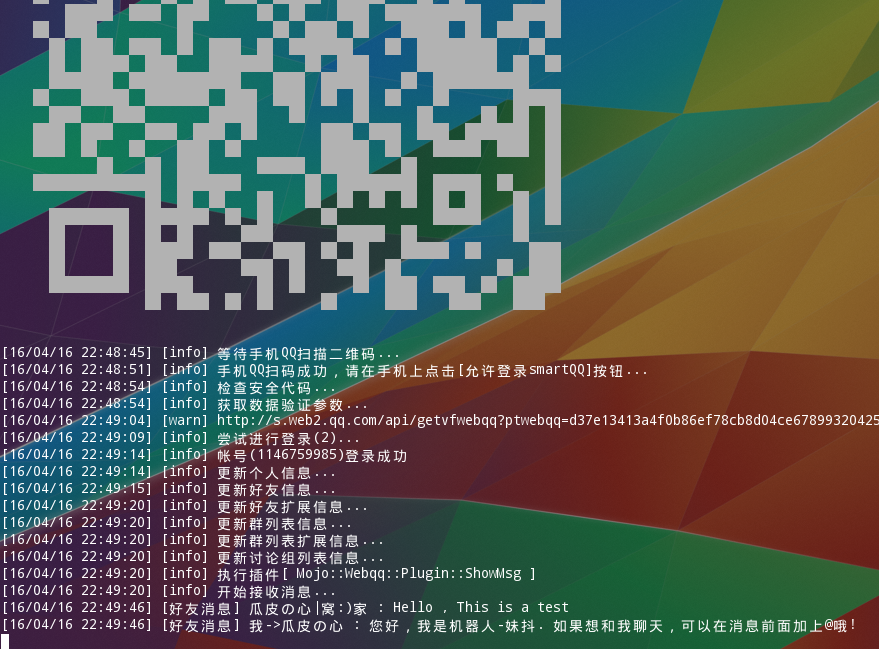 [16/04/16 22:48:45] [info] 等待手机QQ扫描二维码...
[16/04/16 22:48:51] [info] 手机QQ扫码成功，请在手机上点击[允许登录smartQQ]按钮...
[16/04/16 22:48:54] [info] 检查安全代码...
[16/04/16 22:48:54] [info] 获取数据验证参数...
[16/04/16 22:49:04] [warn] http://s.web2.qq.com/api/getvfwebqq?ptwebqq=d37e13413a4f0b86ef78cb8d04ce67899320425
[16/04/16 22:49:09] [info] 尝试进行登录(2)...
[16/04/16 22:49:14] [info] 帐号(1146759985)登录成功
[16/04/16 22:49:14] [info] 更新个人信息...
[16/04/16 22:49:15] [info] 更新好友信息...
[16/04/16 22:49:20] [info] 更新好友扩展信息...
[16/04/16 22:49:20] [info] 更新群列表信息...
[16/04/16 22:49:20] [info] 更新群列表扩展信息...
[16/04/16 22:49:20] [info] 更新讨论组列表信息...
[16/04/16 22:49:20] [info] 执行插件[ Mojo::Webqq::Plugin::ShowMsg ]
[16/04/16 22:49:20] [info] 开始接收消息...
[16/04/16 22:49:46] [好友消息] 瓜皮の心|窝:)家 : Hello , This is a test
[16/04/16 22:49:46] [好友消息] 我->瓜皮の心 : 您好，我是机器人-妹抖. 如果想和我聊天，可以在消息前面加上@哦!